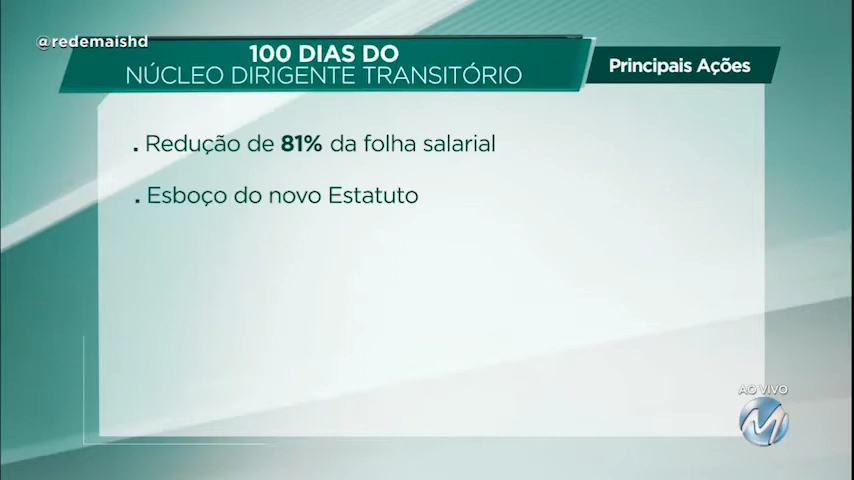 @redemaishd
100 DIAS DO
NÚCLEO DIRIGENTE TRANSITÓRIO
Principais Ações
. Redução de 81% da folha salarial
. Esboço do novo Estatuto
AO VIVO
M